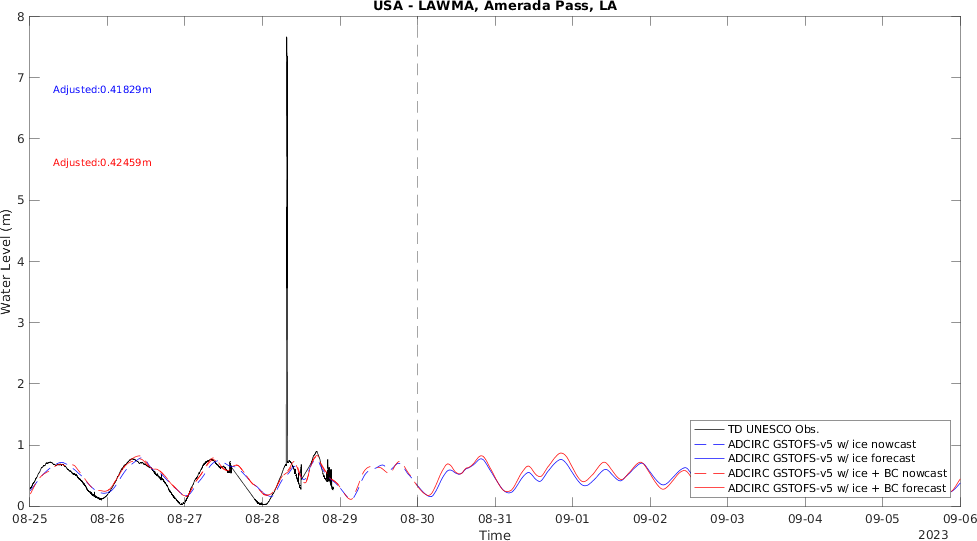 USA - LAWMA, Amerada Pass, LA
8
7
6
5
4
3
2
1
0
Water Level (m)
Adjusted:0.41829m
Adjusted:0.42459m
TD UNESCO Obs.
ADCIRC GSTOFS-v5 w/ ice nowcast
ADCIRC GSTOFS-v5 w/ ice forecast
ADCIRC GSTOFS-v5 w/ ice + BC nowcast
ADCIRC GSTOFS-v5 w/ ice + BC forecast
08-25 08-26 08-27 08-28 08-29 08-30 08-31 09-01 09-02 09-03 09-04 09-05 09-06
Time
2023